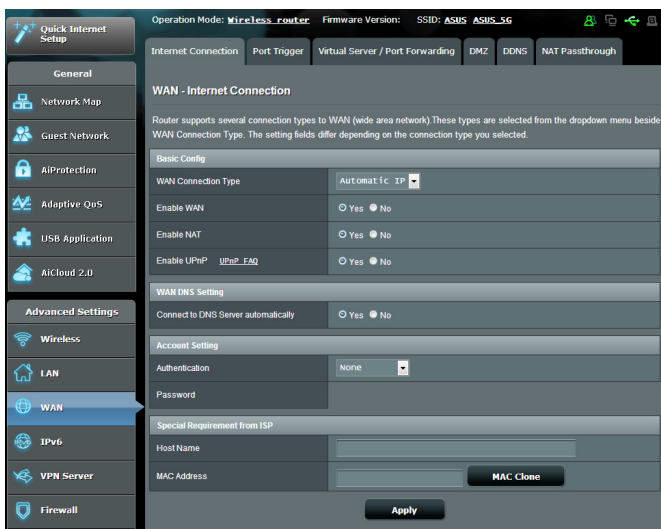 Quick Internet Setup
Operation Mode: Wireless router Firmware Version: SSID: ASUS ASUS_5G
Internet Connection Port Trigger Virtual Server / Port Forwarding DMZ DDNS NAT Passthrough
General
Network Map
Guest Network
AiProtection
Adaptive QoS
USB Application
AiCloud 2.0
Advanced Settings
Wireless
LAN
WAN
IPv6
VPN Server
Firewall
WAN - Internet Connection
Router supports several connection types to WAN (wide area network).These types are selected from the dropdown menu beside
WAN Connection Type. The setting fields differ depending on the connection type you selected.
Basic Config
WAN Connection Type Automatic IP
Enable WAN Yes No
Enable NAT Yes No
Enable UPnP UPnP FAQ Yes No
WAN DNS Setting
Connect to DNS Server automatically Yes No
Account Setting
Authentication None
Password
Special Requirement from ISP
Host Name
MAC Address MAC Clone
Apply